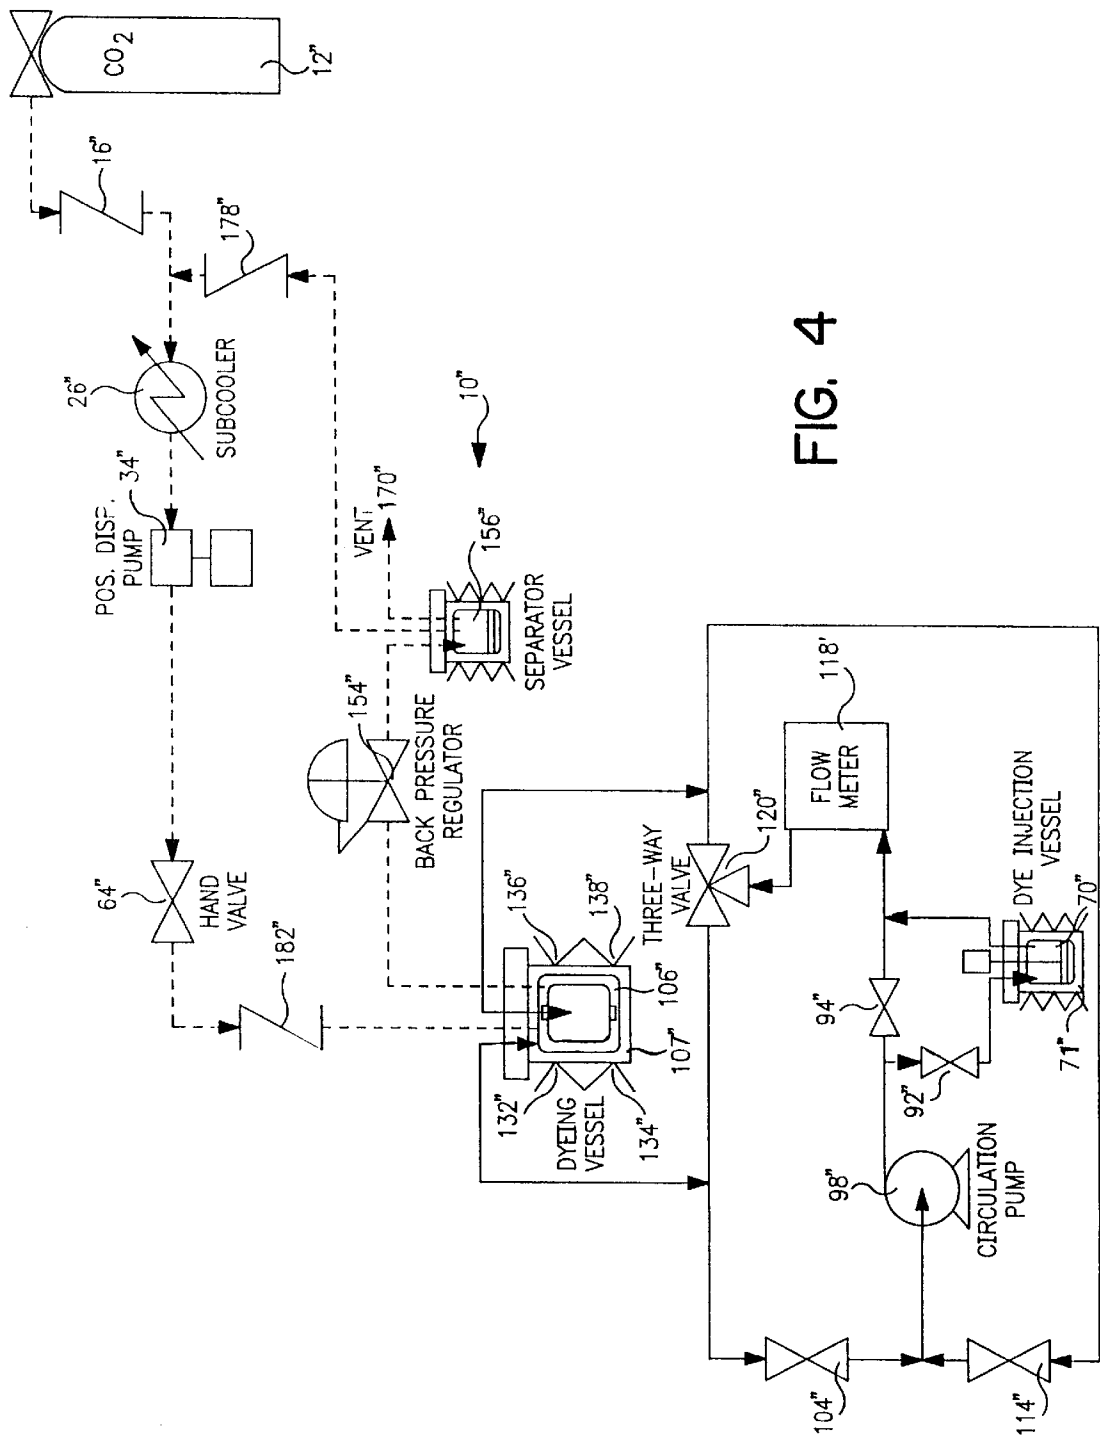 CO2
12"
16"
178"
26"
SUBCOOLER
10"
34"
POS. DISP.
PUMP
VENT
170"
156"
SEPARATOR
VESSEL
154"
BACK PRESSURE
REGULATOR
64"
HAND
VALVE
182"
136"
138"
106"
107"
132"
134"
DYEING
VESSEL
118'
FLOW
METER
120"
THREE-WAY
VALVE
DYE INJECTION
VESSEL
70"
71"
94"
92"
98"
CIRCULATION
PUMP
104"
114"
FIG. 4